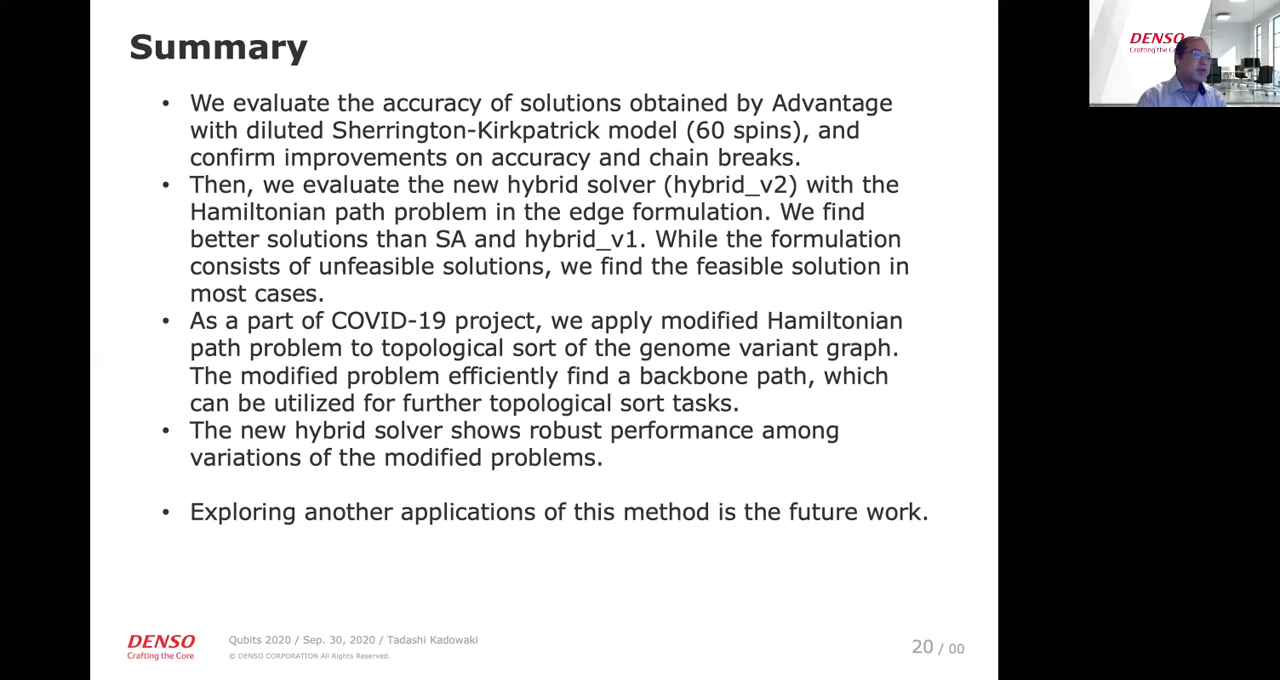 Summary
• We evaluate the accuracy of solutions obtained by Advantage
with diluted Sherrington-Kirkpatrick model (60 spins), and
confirm improvements on accuracy and chain breaks.
• Then, we evaluate the new hybrid solver (hybrid_v2) with the
Hamiltonian path problem in the edge formulation. We find
better solutions than SA and hybrid_v1. While the formulation
consists of unfeasible solutions, we find the feasible solution in
most cases.
• As a part of COVID-19 project, we apply modified Hamiltonian
path problem to topological sort of the genome variant graph.
The modified problem efficiently find a backbone path, which
can be utilized for further topological sort tasks.
• The new hybrid solver shows robust performance among
variations of the modified problems.
• Exploring another applications of this method is the future work.
DENSO
Crafting the Core
Qubits 2020 / Sep. 30, 2020 / Tadashi Kadowaki
© DENSO CORPORATION All Rights Reserved.
20 / 00
DENSO
Crafting the Co